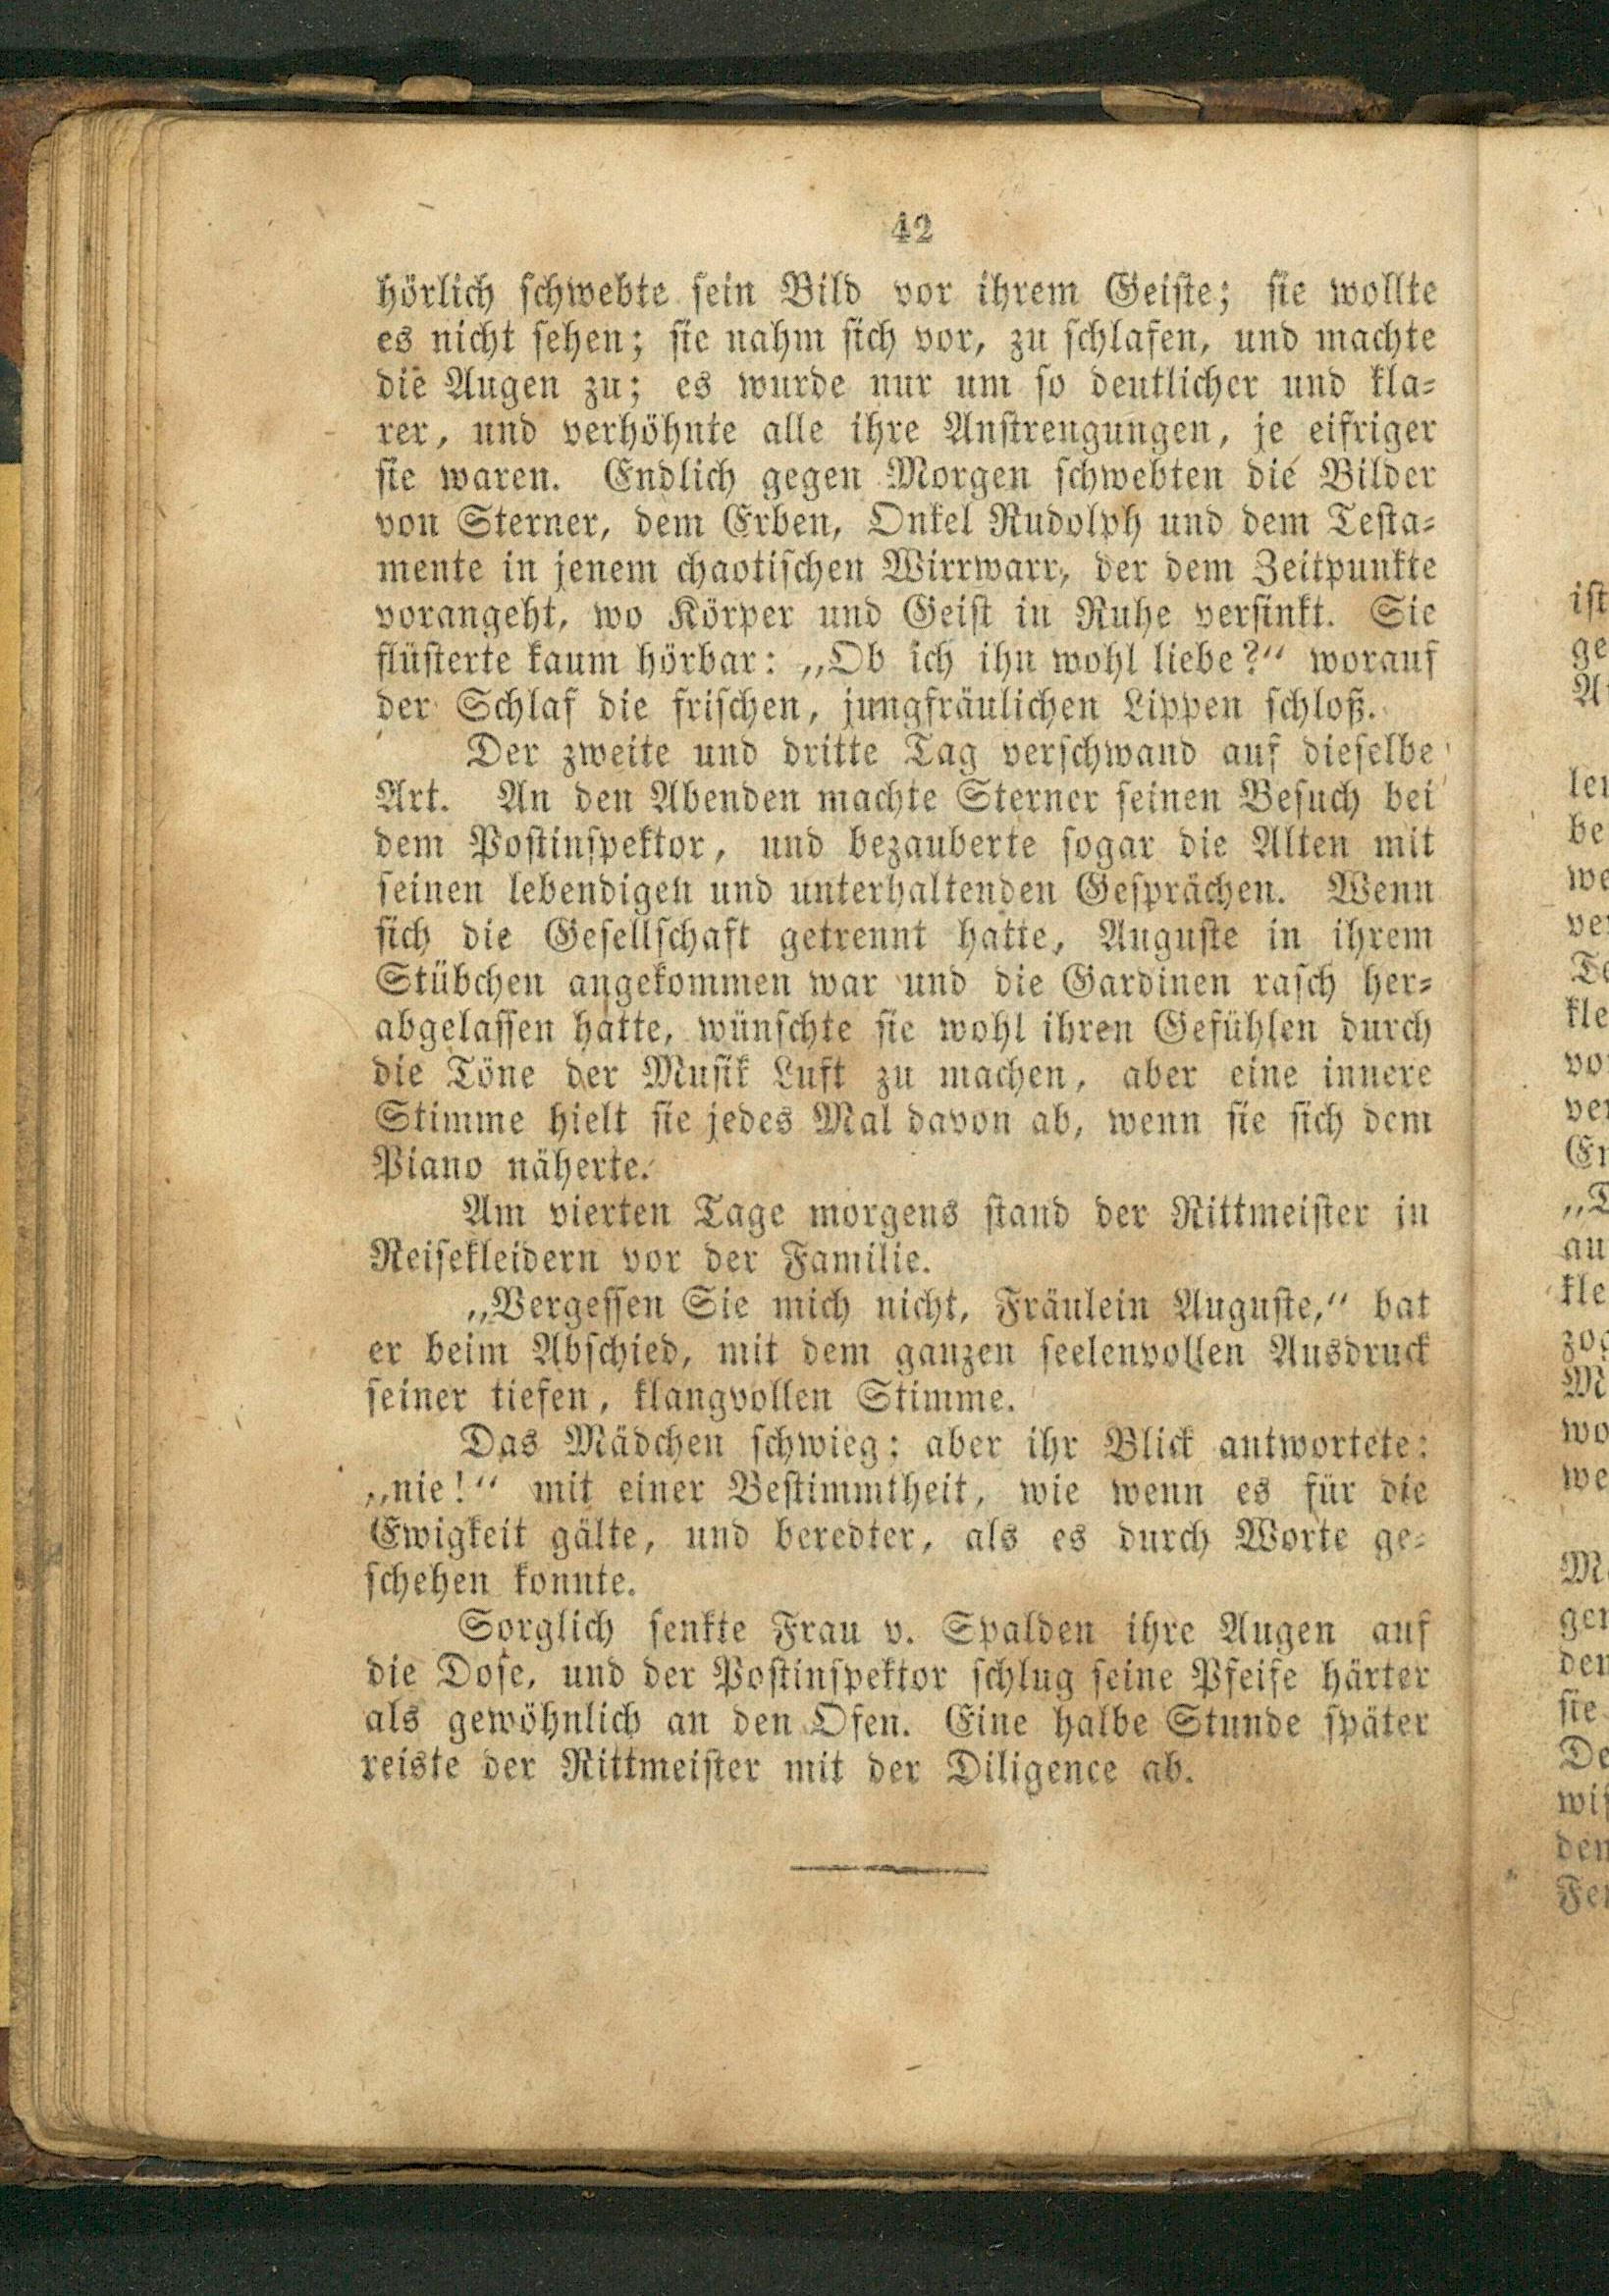 42
hörlich schwebte sein Bild vor ihrem Geiste; sie wollte
es nicht sehen; sie nahm sich vor, zu schlafen, und machte
die Augen zu; es wurde nur um so deutlicher und kla-
rer, und verhöhnte alle ihre Anstrengungen, je eifriger
sie waren. Endlich gegen Morgen schwebten die Bilder
von Sterner, dem Erben, Onkel Rudolph und dem Testa-
mente in jenem chaotischen Wirrwarr, der dem Zeitpunkte
vorangeht, wo Körper und Geist in Ruhe versinkt. Sie
flüsterte kaum hörbar: „Ob ich ihn wohl liebe?“ worauf
der Schlaf die frischen, jungfräulichen Lippen schloß.
Der zweite und dritte Tag verschwand auf dieselbe
Art. An den Abenden machte Sterner seinen Besuch bei
dem Postinspektor, und bezauberte sogar die Alten mit
seinen lebendigen und unterhaltenden Gesprächen. Wenn
sich die Gesellschaft getrennt hatte, Auguste in ihrem
Stübchen angekommen war und die Gardinen rasch her-
abgelassen hatte, wünschte sie wohl ihren Gefühlen durch
die Töne der Musik Luft zu machen, aber eine innere
Stimme hielt sie jedes Mal davon ab, wenn sie sich dem
Piano näherte.
Am vierten Tage morgens stand der Rittmeister in
Reisekleidern vor der Familie.
„Vergessen Sie mich nicht, Fräulein Auguste,“ bat
er beim Abschied, mit dem ganzen seelenvollen Ausdruck
seiner tiefen, klangvollen Stimme.
Das Mädchen schwieg; aber ihr Blick antwortete:
„nie!“ mit einer Bestimmtheit, wie wenn es für die
Ewigkeit gälte, und beredter, als es durch Worte ge-
schehen konnte.
Sorglich senkte Frau v. Spalden ihre Augen auf
die Dose, und der Postinspektor schlug seine Pfeife härter
als gewöhnlich an den Ofen. Eine halbe Stunde später
reiste der Rittmeister mit der Diligence ab.